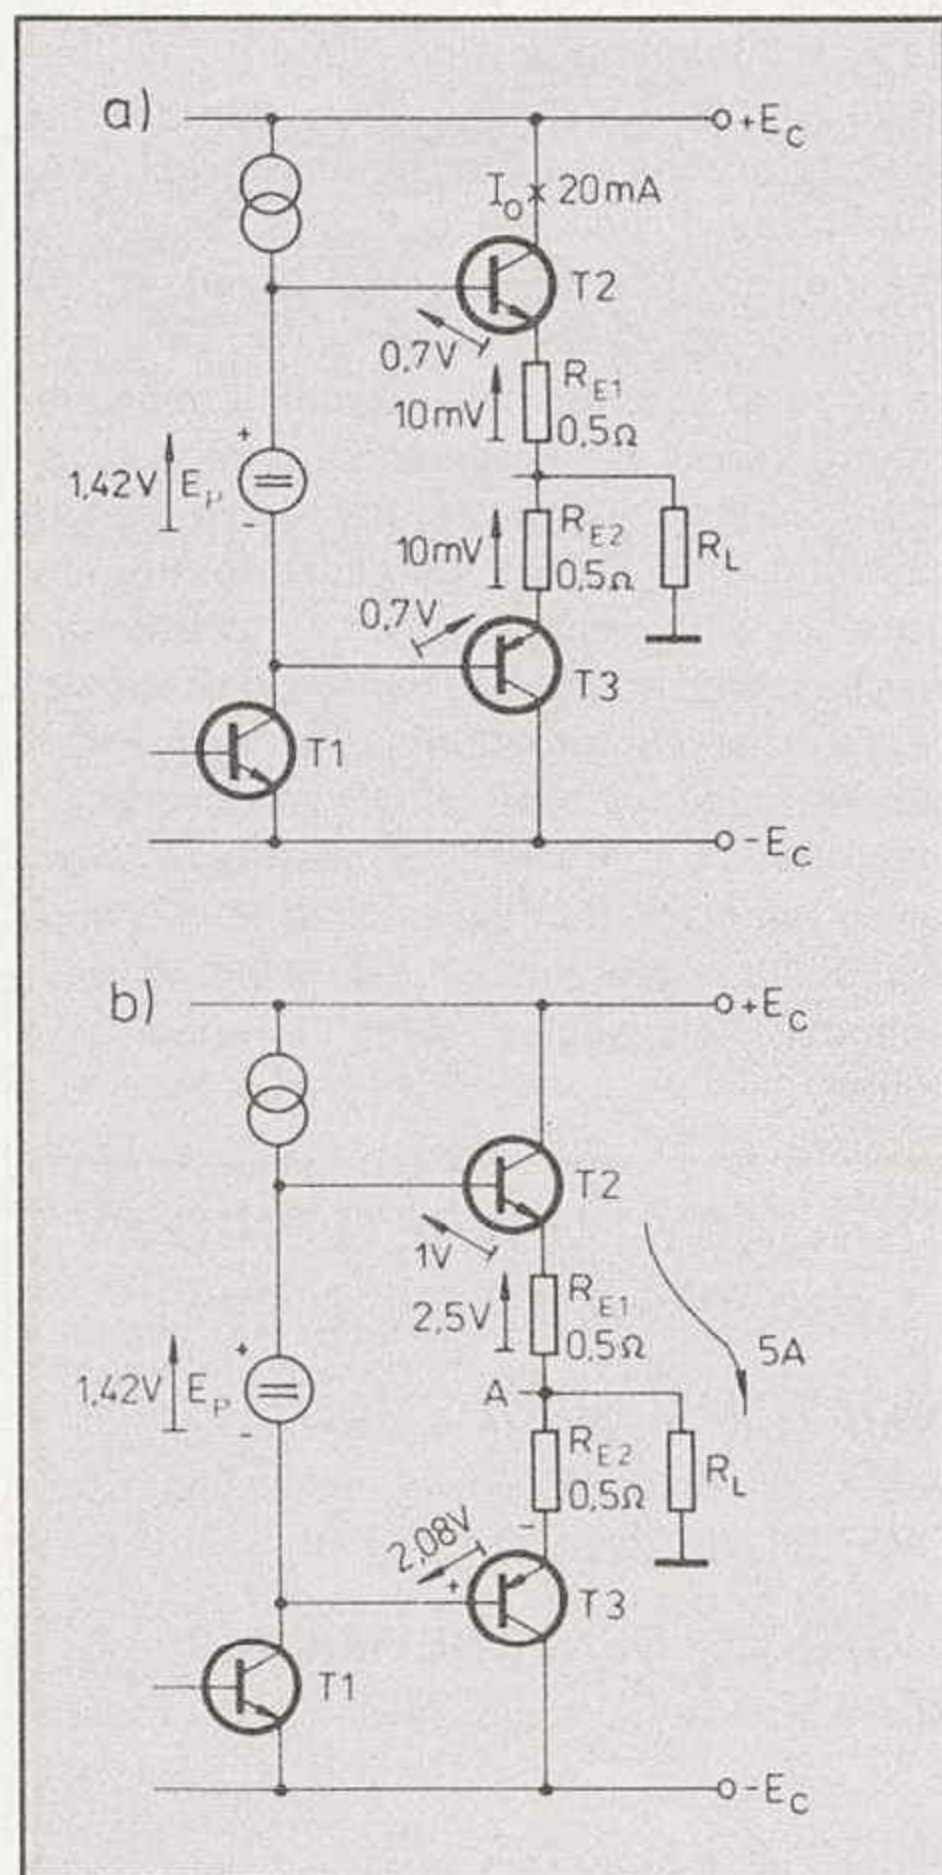 a)
+E_C
I_0 20mA
T2
0,7V
R_E1
10mV
0,5Ω
+
1,42V E_P
-
R_E2
10mV
0,5Ω
R_L
0,7V
T3
T1
-E_C
b)
+E_C
T2
1V
R_E1
2,5V
0,5Ω
5A
+
1,42V E_P
-
A
R_E2
0,5Ω
R_L
-
2,08V
+
T3
T1
-E_C